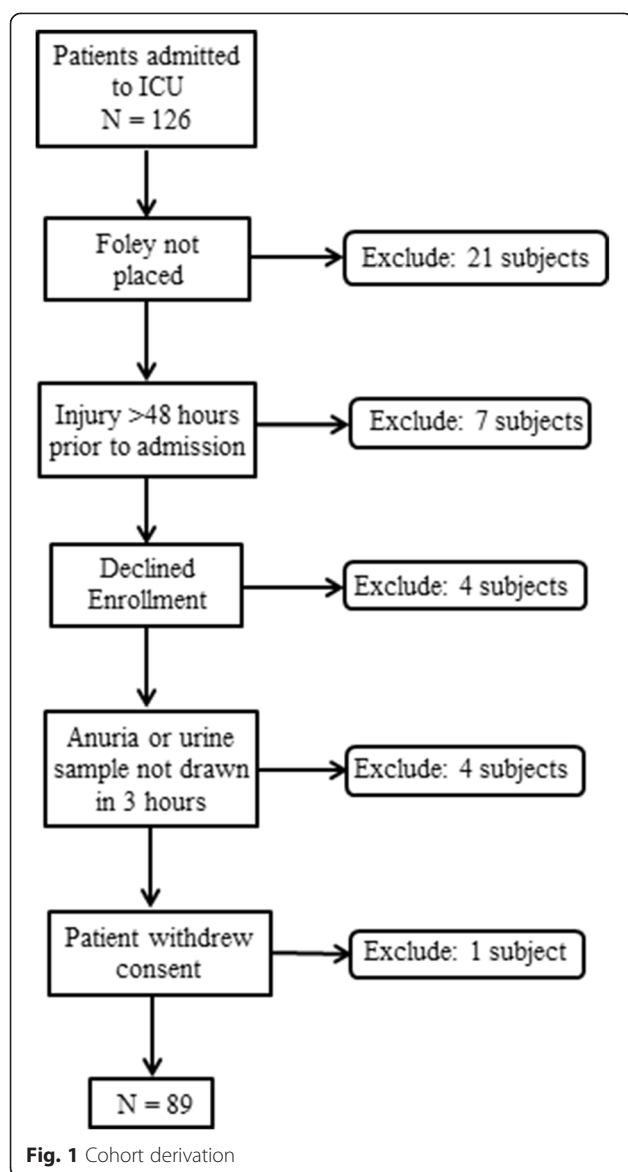 Patients admitted
to ICU
N = 126
Foley not
placed
Exclude: 21 subjects
Injury >48 hours
prior to admission
Exclude: 7 subjects
Declined
Enrollment
Exclude: 4 subjects
Anuria or urine
sample not drawn
in 3 hours
Exclude: 4 subjects
Patient withdrew
consent
Exclude: 1 subject
N = 89
Fig. 1 Cohort derivation